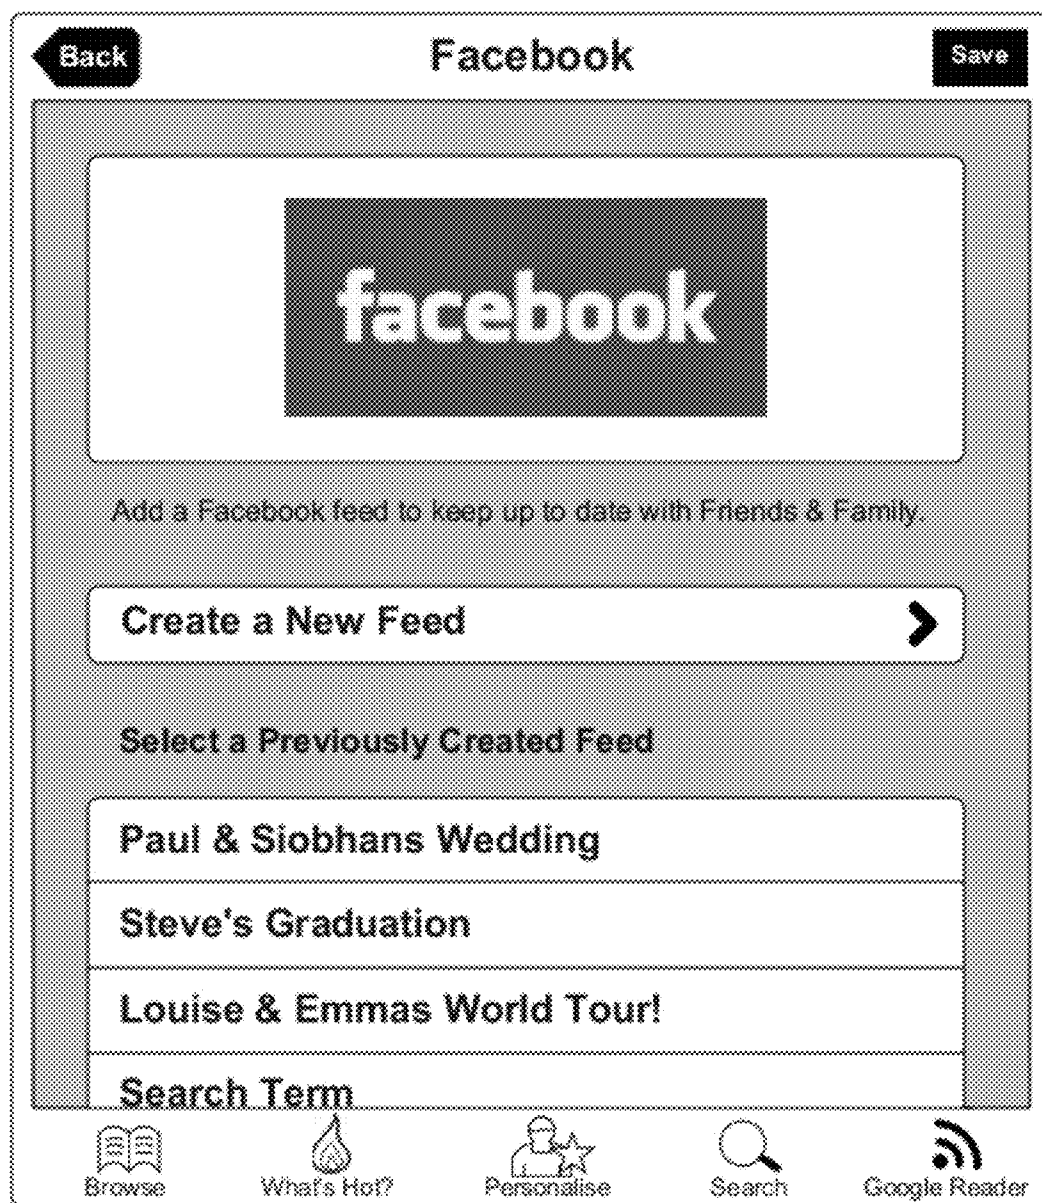 Back Facebook Save
facebook
Add a Facebook feed to keep up to date with Friends & Family.
Create a New Feed
Select a Previously Created Feed
Paul & Siobhans Wedding
Steve's Graduation
Louise & Emmas World Tour!
Search Term
Browse What's Hot? Personalise Search Google Reader